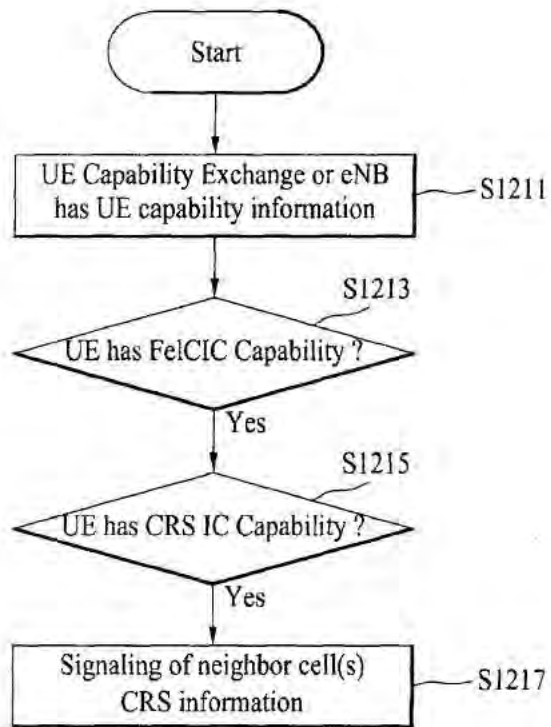 Start
UE Capability Exchange or eNB
has UE capability information
S1211
S1213
UE has FeICIC Capability ?
Yes
S1215
UE has CRS IC Capability ?
Yes
Signaling of neighbor cell(s)
CRS information
S1217